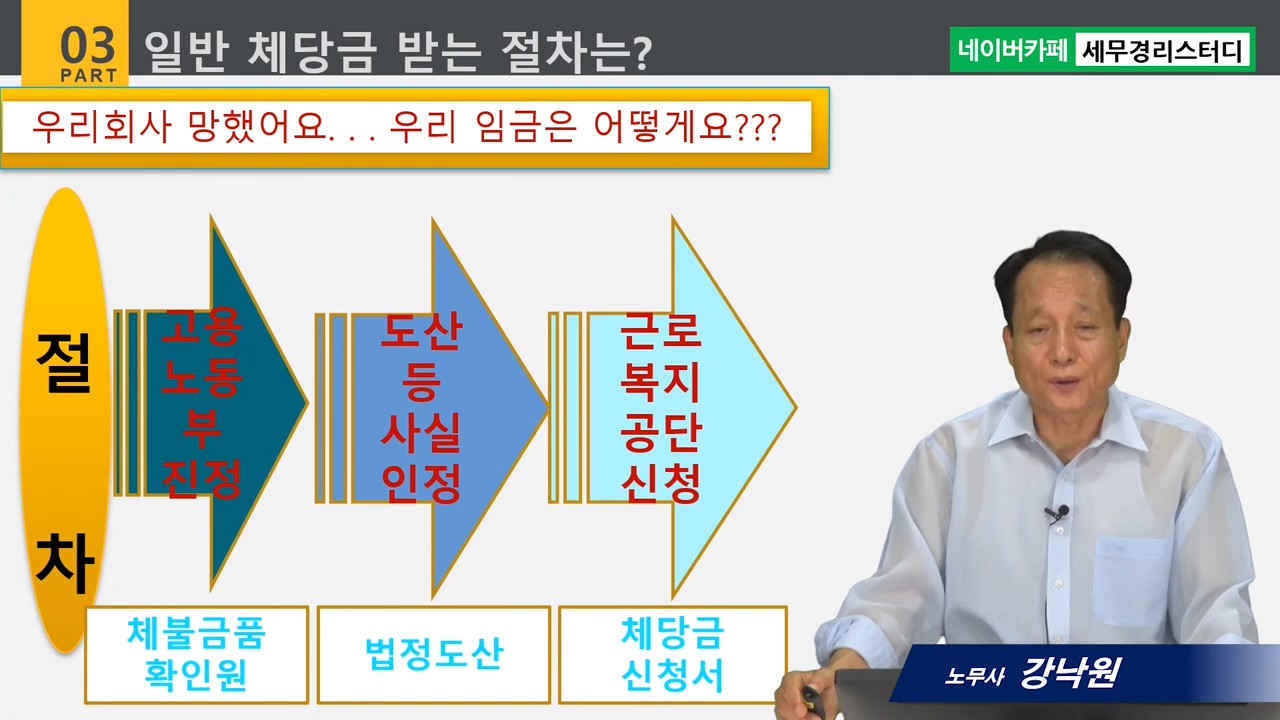 03
PART
일반 체당금 받는 절차는?
네이버카페 세무경리스터디
우리회사 망했어요. . . 우리 임금은 어떻게요???
절
차
고용
노동
부
진정
도산
등
사실
인정
근로
복지
공단
신청
체불금품
확인원
법정도산
체당금
신청서
노무사 강낙원